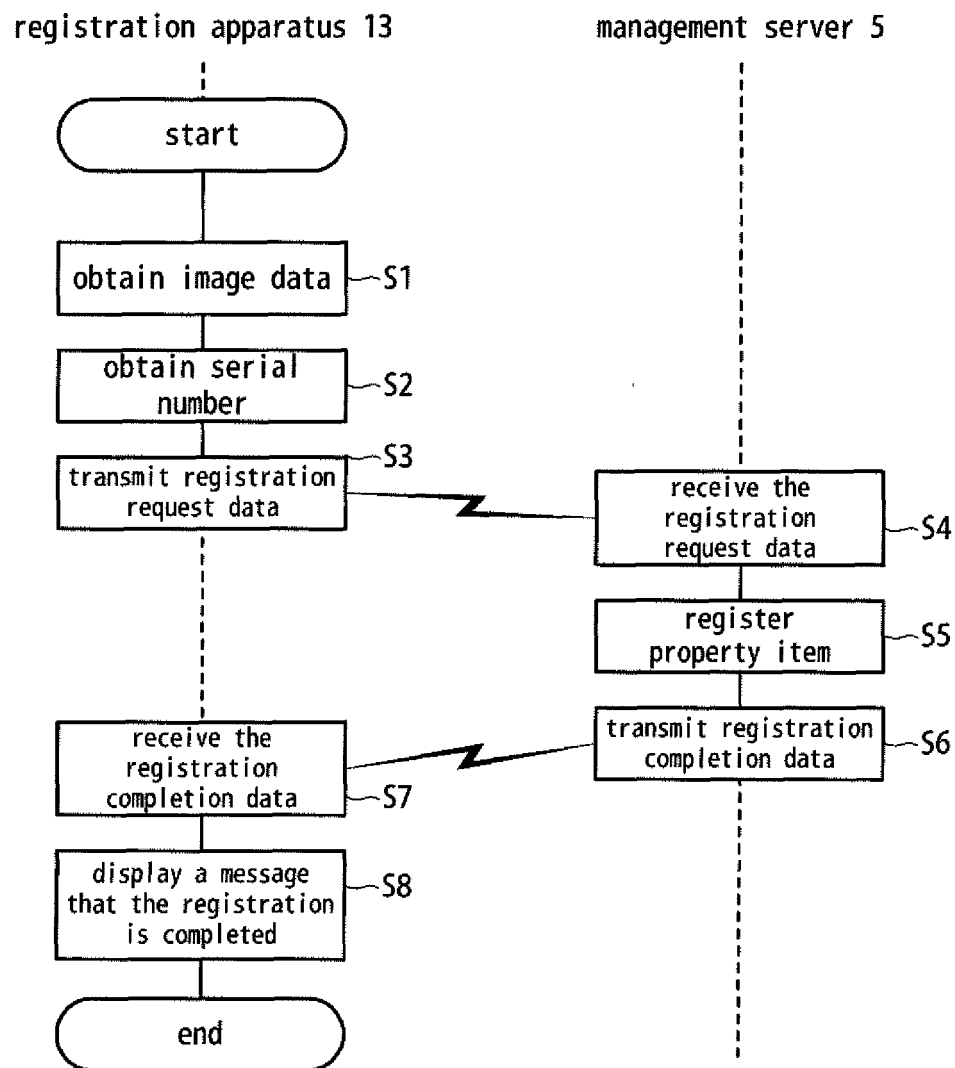 registration apparatus 13
management server 5
start
obtain image data
S1
obtain serial
number
S2
S3
transmit registration
request data
receive the
registration
request data
S4
register
property item
S5
transmit registration
completion data
S6
receive the
registration
completion data
S7
display a message
that the registration
is completed
S8
end